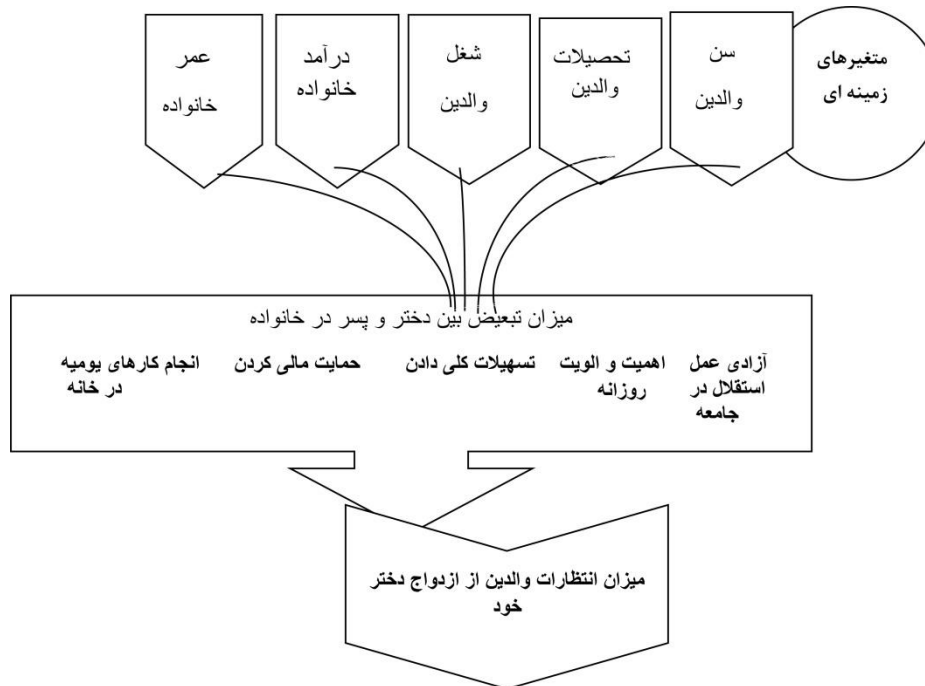 متغیرهای
زمینه ای
سن
والدین
تحصیلات
والدین
شغل
والدین
درآمد
خانواده
عمر
خانواده
میزان تبعیض بین دختر و پسر در خانواده
آزادی عمل
استقلال در
جامعه
اهمیت و الویت
روزانه
تسهیلات کلی دادن
حمایت مالی کردن
انجام کارهای یومیه
در خانه
میزان انتظارات والدین از ازدواج دختر
خود